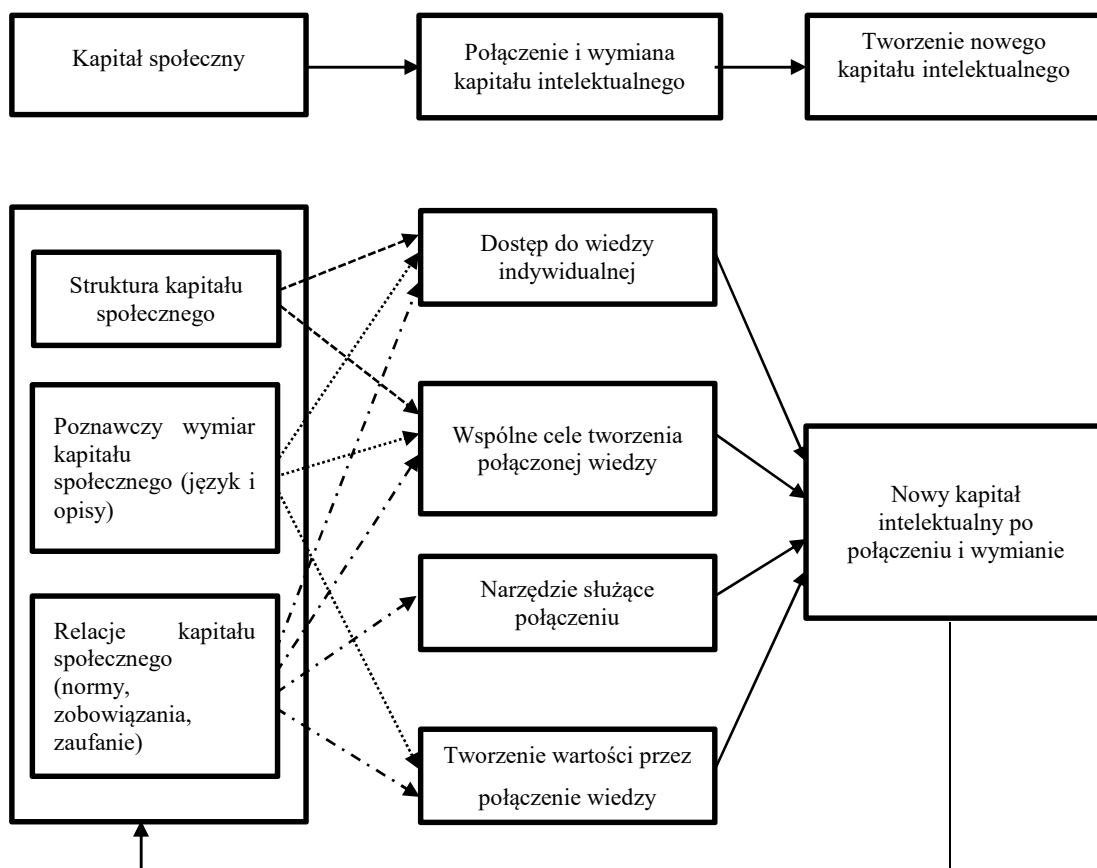 Kapitał społeczny
Połączenie i wymiana
kapitału intelektualnego
Tworzenie nowego
kapitału intelektualnego
Struktura kapitału
społecznego
Poznawczy wymiar
kapitału
społecznego (język i
opisy)
Relacje kapitału
społecznego
(normy,
zobowiązania,
zaufanie)
Dostęp do wiedzy
indywidualnej
Wspólne cele tworzenia
połączonej wiedzy
Narzędzie służące
połączeniu
Tworzenie wartości przez
połączenie wiedzy
Nowy kapitał
intelektualny po
połączeniu i wymianie